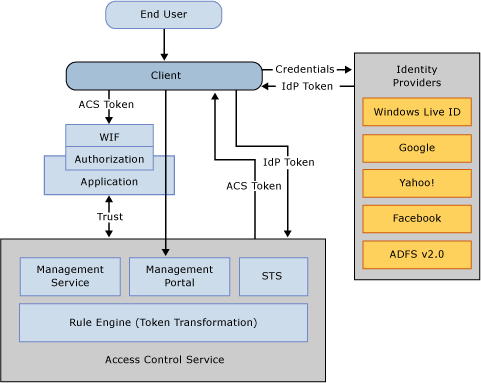 End User
Client
Credentials
IdP Token
Identity
Providers
Windows Live ID
Google
Yahoo!
Facebook
ADFS v2.0
ACS Token
WIF
Authorization
Application
Trust
IdP Token
ACS Token
Management
Service
Management
Portal
STS
Rule Engine (Token Transformation)
Access Control Service